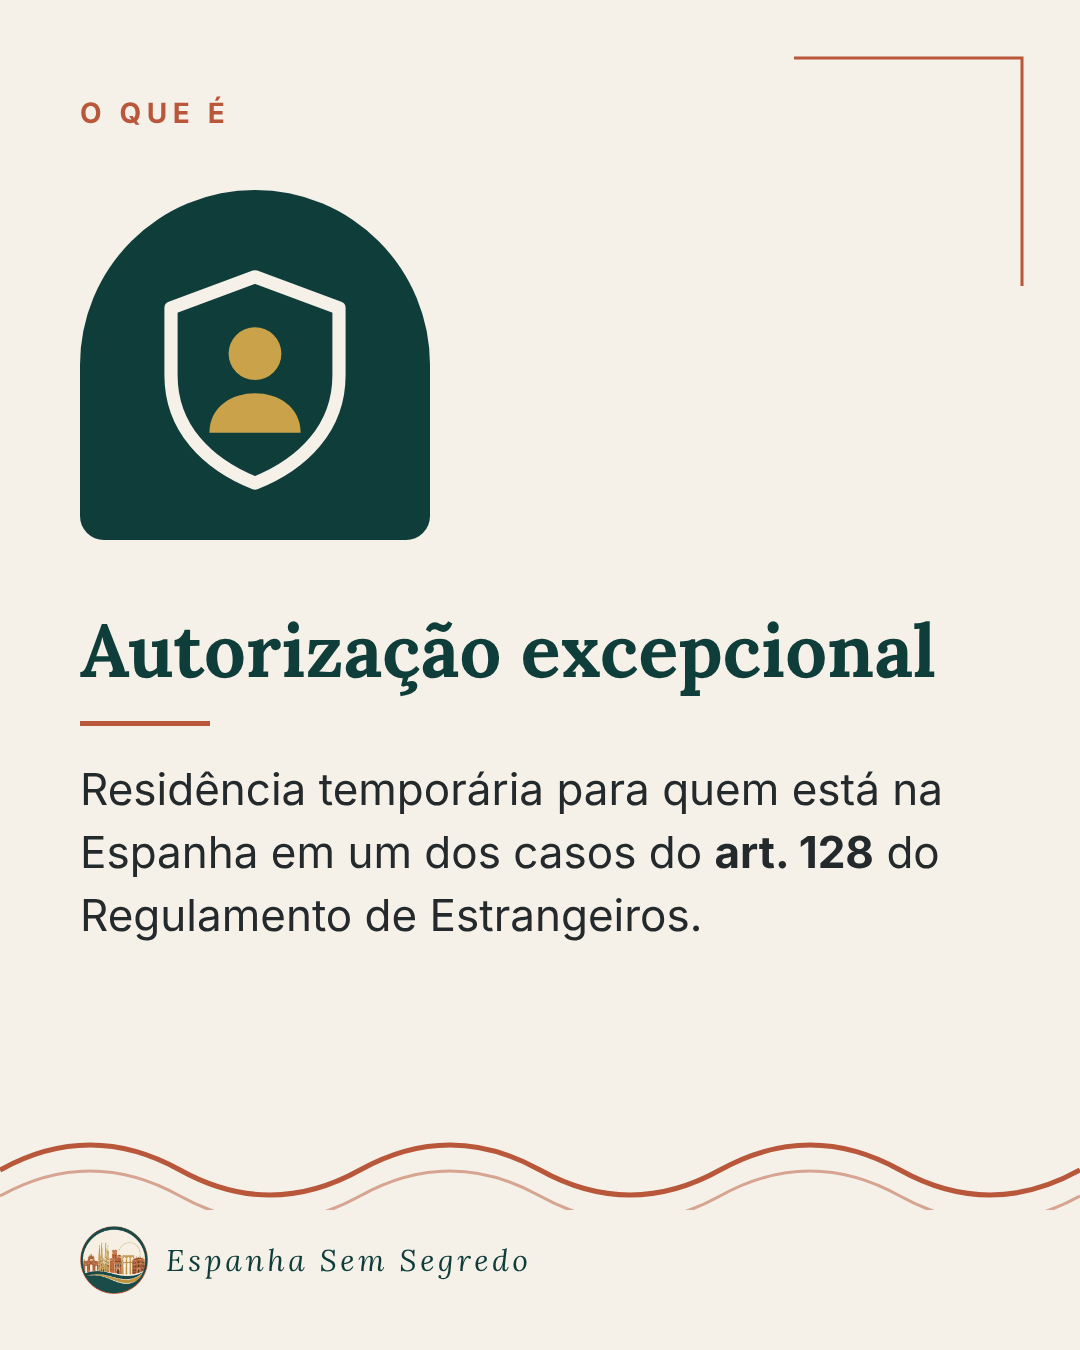 O QUE É
Autorização excepcional
Residência temporária para quem está na
Espanha em um dos casos do art. 128 do
Regulamento de Estrangeiros.
Espanha Sem Segredo